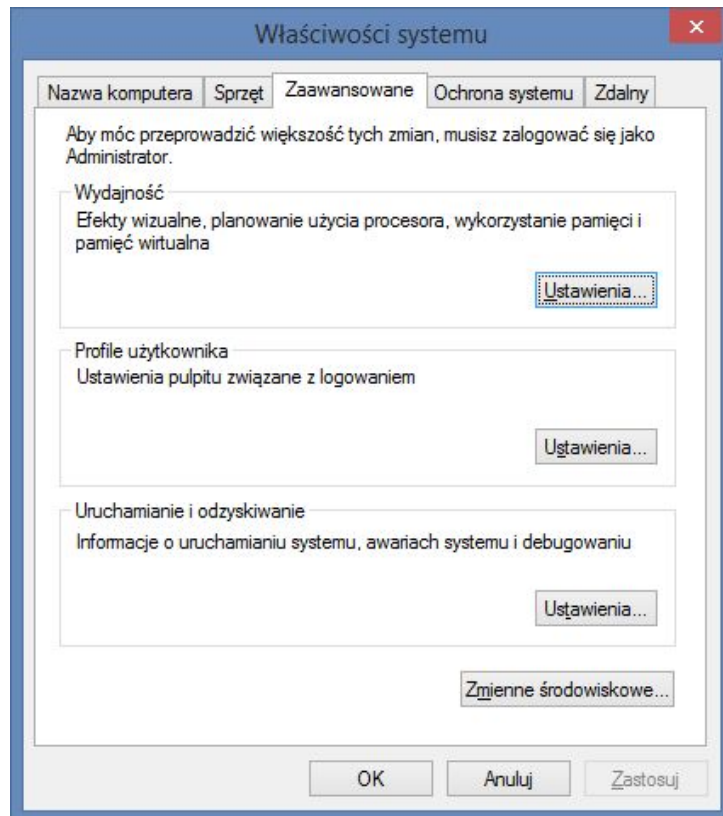 Właściwości systemu
Nazwa komputera Sprzęt Zaawansowane Ochrona systemu Zdalny
Aby móc przeprowadzić większość tych zmian, musisz zalogować się jako
Administrator.
Wydajność
Efekty wizualne, planowanie użycia procesora, wykorzystanie pamięci i
pamięć wirtualna
Ustawienia...
Profile użytkownika
Ustawienia pulpitu związane z logowaniem
Ustawienia...
Uruchamianie i odzyskiwanie
Informacje o uruchamianiu systemu, awariach systemu i debugowaniu
Ustawienia...
Zmienne środowiskowe...
OK Anuluj Zastosuj